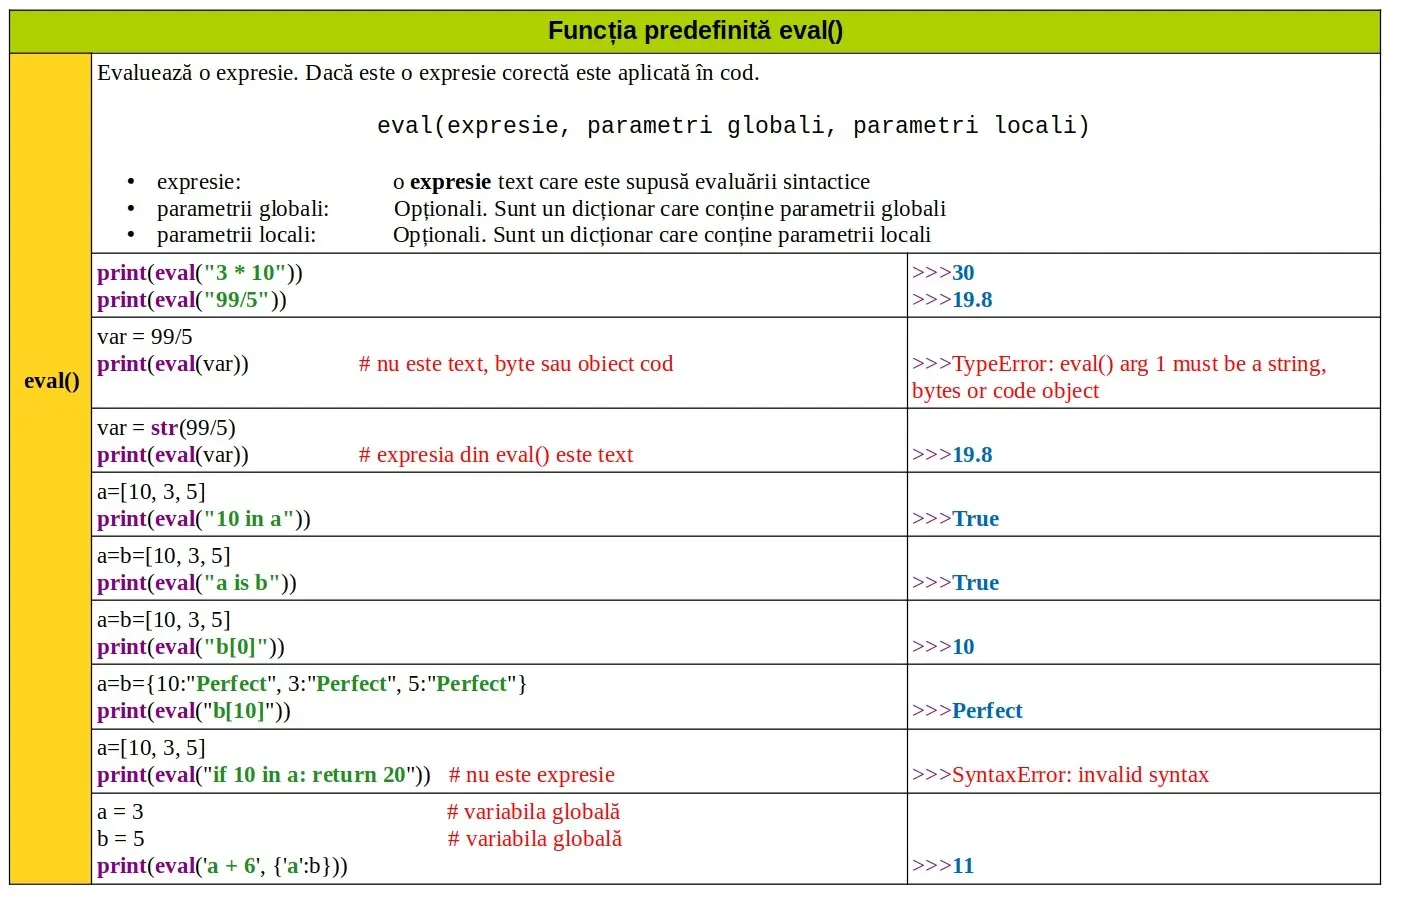 Funcția predefinită eval()
eval()
Evaluează o expresie. Dacă este o expresie corectă este aplicată în cod.
eval(expresie, parametri globali, parametri locali)
• expresie: o expresie text care este supusă evaluării sintactice
• parametrii globali: Opționali. Sunt un dicționar care conține parametrii globali
• parametrii locali: Opționali. Sunt un dicționar care conține parametrii locali
print(eval("3 * 10")) >>>30
print(eval("99/5")) >>>19.8
var = 99/5
print(eval(var)) # nu este text, byte sau obiect cod >>>TypeError: eval() arg 1 must be a string,
bytes or code object
var = str(99/5)
print(eval(var)) # expresia din eval() este text >>>19.8
a=[10, 3, 5]
print(eval("10 in a")) >>>True
a=b=[10, 3, 5]
print(eval("a is b")) >>>True
a=b=[10, 3, 5]
print(eval("b[0]")) >>>10
a=b={10:"Perfect", 3:"Perfect", 5:"Perfect"}
print(eval("b[10]")) >>>Perfect
a=[10, 3, 5]
print(eval("if 10 in a: return 20")) # nu este expresie >>>SyntaxError: invalid syntax
a = 3 # variabila globală
b = 5 # variabila globală
print(eval('a + 6', {'a':b})) >>>11